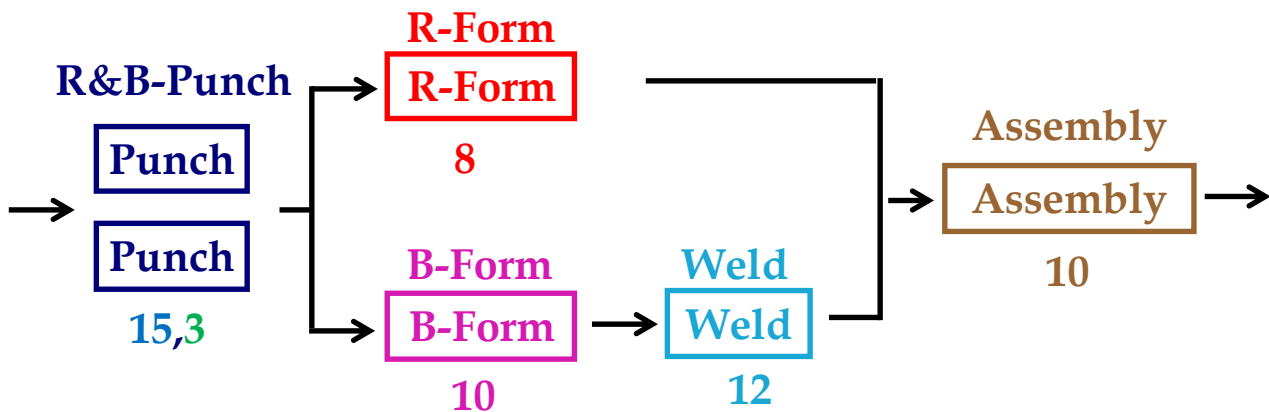 R&B-Punch
Punch
Punch
15,3
R-Form
R-Form
8
B-Form
B-Form
10
Weld
Weld
12
Assembly
Assembly
10